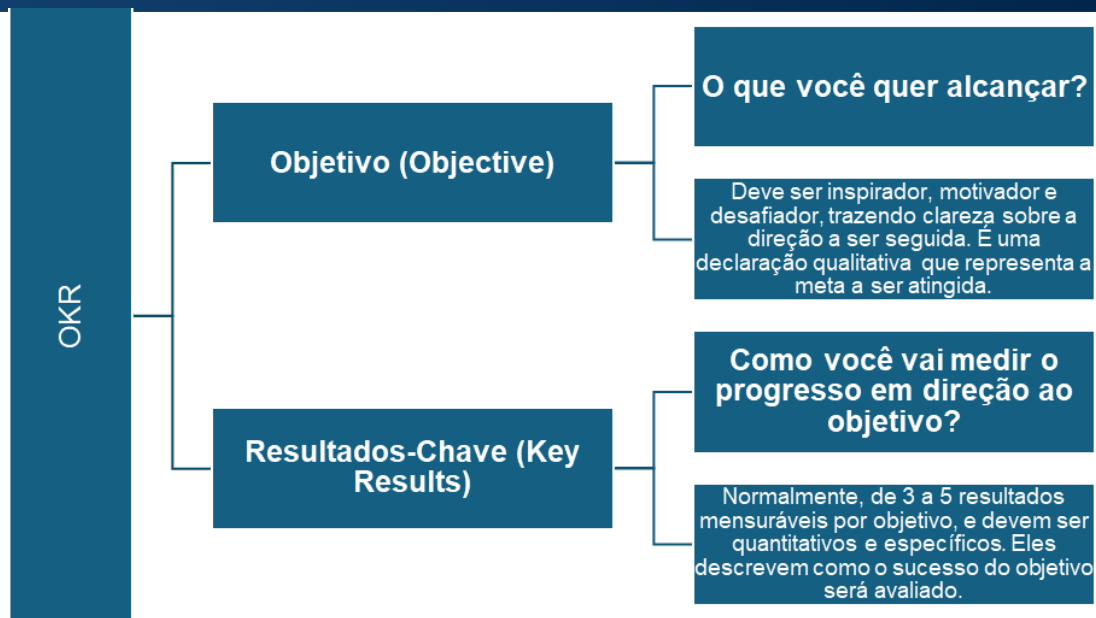 OKR
Objetivo (Objective)
O que você quer alcançar?
Deve ser inspirador, motivador e
desafiador, trazendo clareza sobre a
direção a ser seguida. É uma
declaração qualitativa que representa a
meta a ser atingida.
Resultados-Chave (Key
Results)
Como você vai medir o
progresso em direção ao
objetivo?
Normalmente, de 3 a 5 resultados
mensuráveis por objetivo, e devem ser
quantitativos e específicos. Eles
descrevem como o sucesso do objetivo
será avaliado.